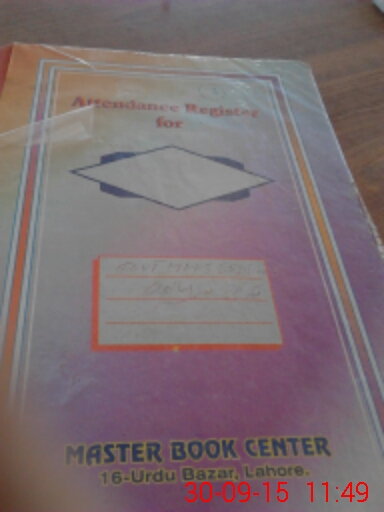 Attendance Register
for
MASTER BOOK CENTER
16-Urdu Bazar, Lahore.
30-09-15 11:49